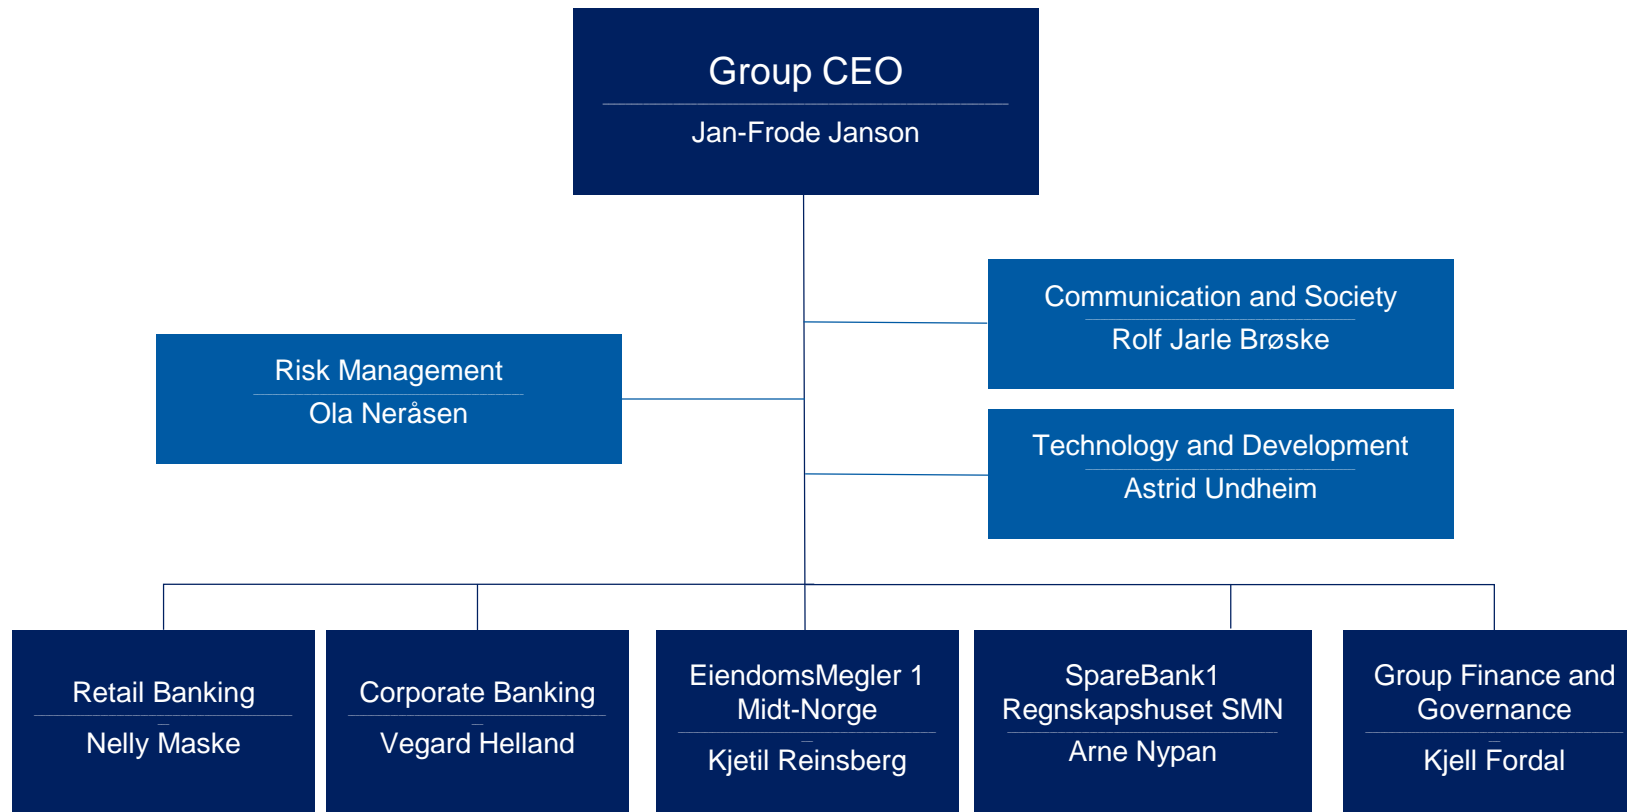 Group CEO
Jan-Frode Janson
Communication and Society
Rolf Jarle Brøske
Risk Management
Ola Neråsen
Technology and Development
Astrid Undheim
Retail Banking
Nelly Maske
Corporate Banking
Vegard Helland
EiendomsMegler 1
Midt-Norge
Kjetil Reinsberg
SpareBank1
Regnskapshuset SMN
Arne Nypan
Group Finance and
Governance
Kjell Fordal